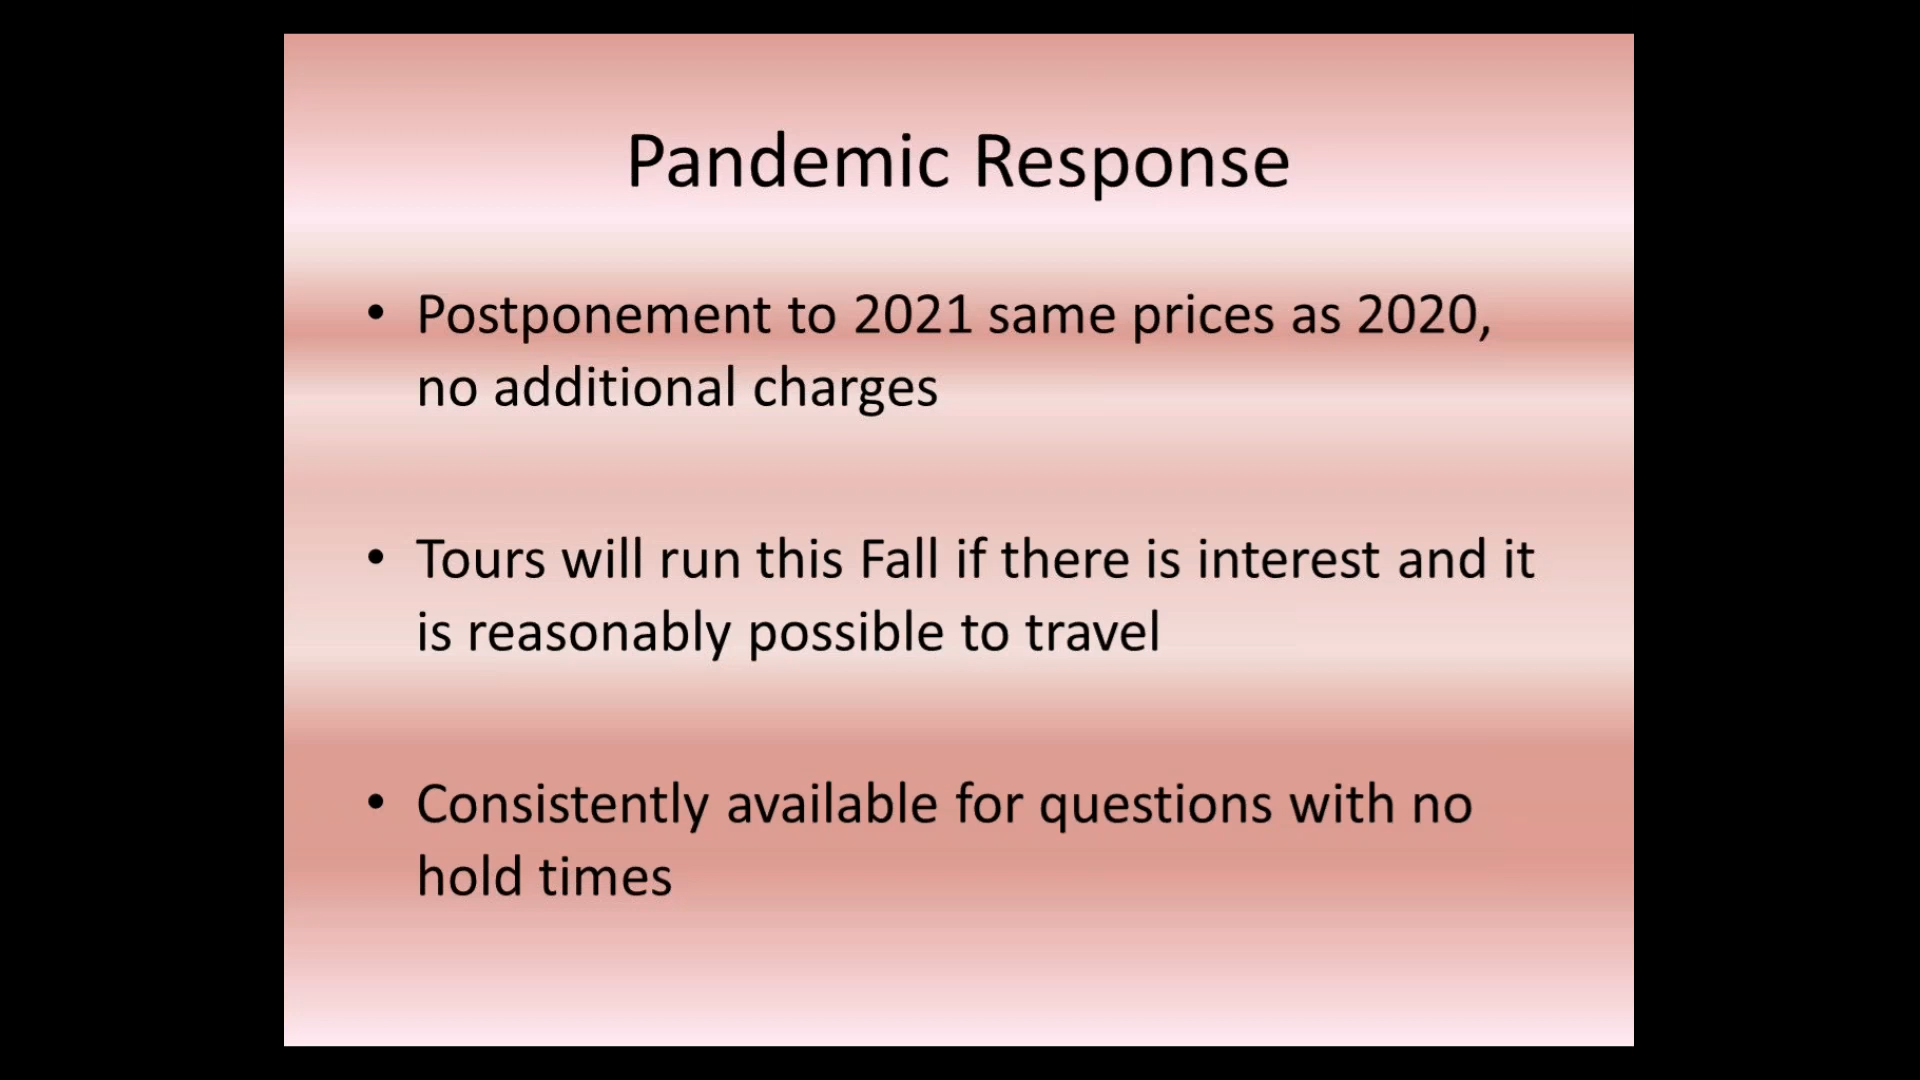 Pandemic Response
• Postponement to 2021 same prices as 2020,
no additional charges
• Tours will run this Fall if there is interest and it
is reasonably possible to travel
• Consistently available for questions with no
hold times